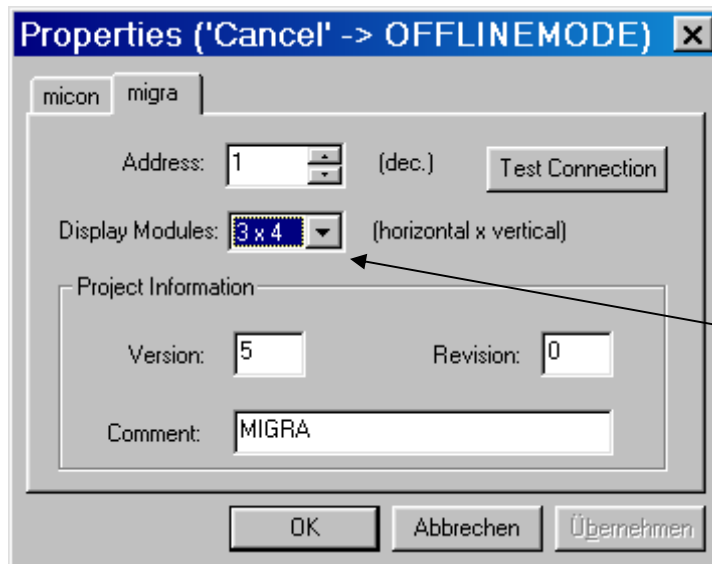 Properties ('Cancel' -> OFFLINEMODE)
micon migra
Address: 1 (dec.) Test Connection
Display Modules: 3 x 4 (horizontal x vertical)
Project Information
Version: 5 Revision: 0
Comment: MIGRA
OK Abbrechen Übernehmen